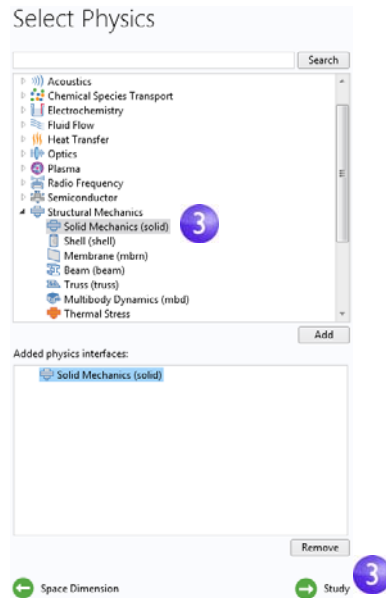 Select Physics
Search
Acoustics
Chemical Species Transport
Electrochemistry
Fluid Flow
Heat Transfer
Optics
Plasma
Radio Frequency
Semiconductor
Structural Mechanics
Solid Mechanics (solid)
3
Shell (shell)
Membrane (mbrn)
Beam (beam)
Truss (truss)
Multibody Dynamics (mbd)
Thermal Stress
Add
Added physics interfaces:
Solid Mechanics (solid)
Remove
Space Dimension
Study
3